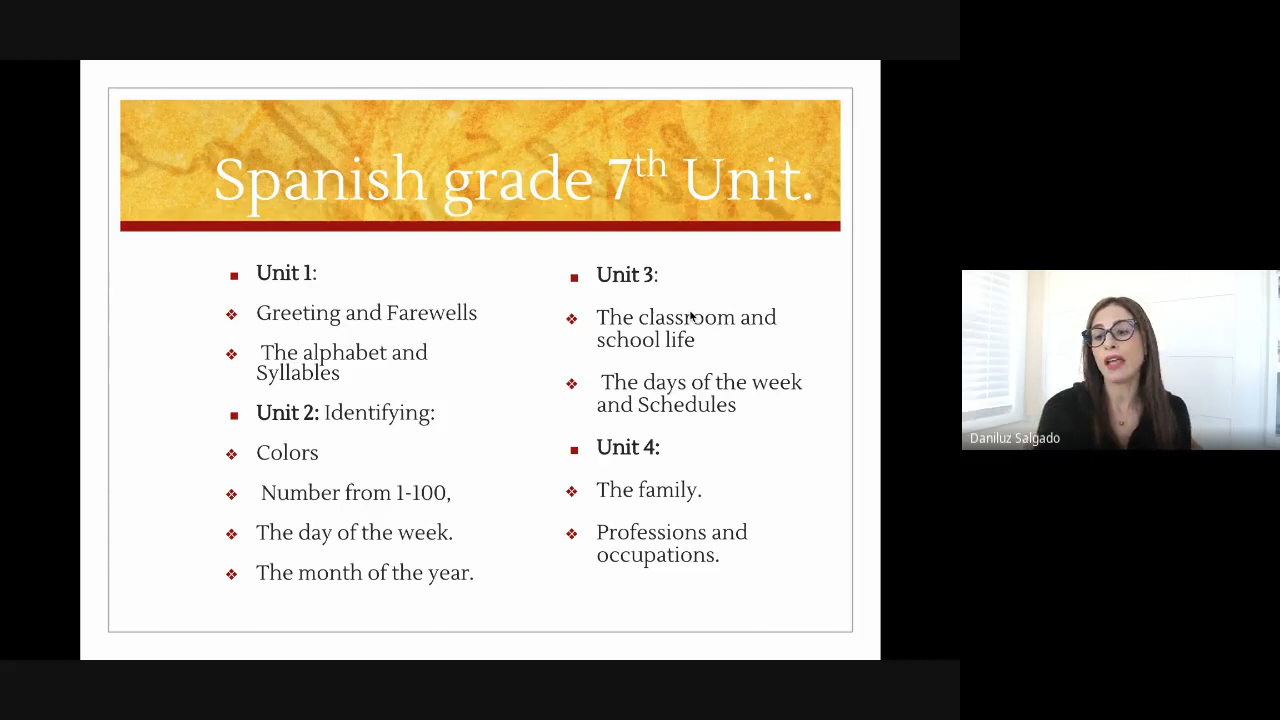 Spanish grade 7th Unit.
Unit 1:
Greeting and Farewells
The alphabet and
Syllables
Unit 2: Identifying:
Colors
Number from 1-100,
The day of the week.
The month of the year.
Unit 3:
The classroom and
school life
The days of the week
and Schedules
Unit 4:
The family.
Professions and
occupations.
Daniluz Salgado